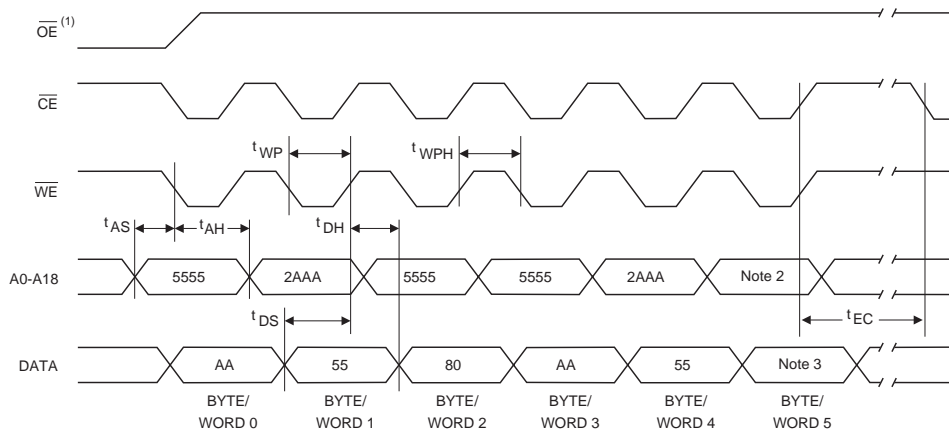 OE (1)
CE
t WP
t WPH
WE
t AS
t AH
t DH
A0-A18
5555
2AAA
5555
5555
2AAA
Note 2
t DS
t EC
DATA
AA
55
80
AA
55
Note 3
BYTE/
WORD 0
BYTE/
WORD 1
BYTE/
WORD 2
BYTE/
WORD 3
BYTE/
WORD 4
BYTE/
WORD 5